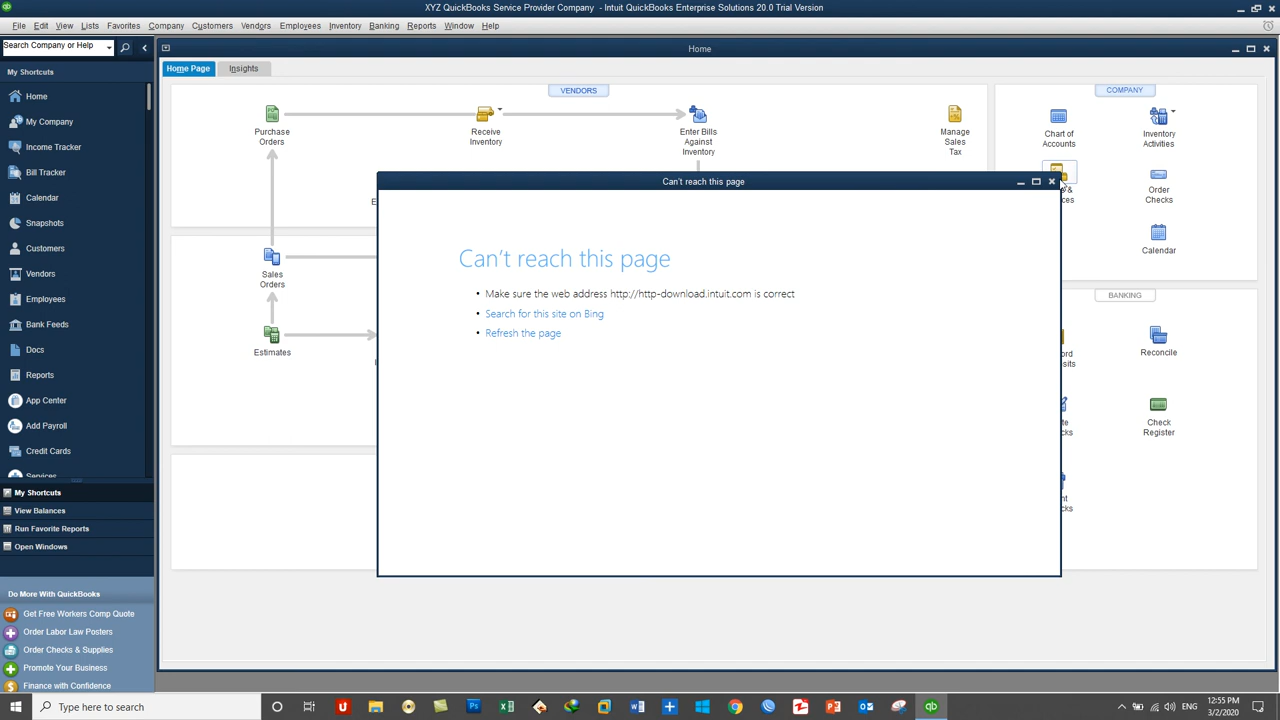 XYZ QuickBooks Service Provider Company - Intuit QuickBooks Enterprise Solutions 20.0 Trial Version
File Edit View Lists Favorites Company Customers Vendors Employees Inventory Banking Reports Window Help
Search Company or Help
My Shortcuts
Home
My Company
Income Tracker
Bill Tracker
Calendar
Snapshots
Customers
Vendors
Employees
Bank Feeds
Docs
Reports
App Center
Add Payroll
Credit Cards
Services
My Shortcuts
View Balances
Run Favorite Reports
Open Windows
Do More With QuickBooks
Get Free Workers Comp Quote
Order Labor Law Posters
Order Checks & Supplies
Promote Your Business
Finance with Confidence
Home
Home Page
Insights
VENDORS
Purchase
Orders
Receive
Inventory
Enter Bills
Against
Inventory
Manage
Sales
Tax
Sales
Orders
Estimates
COMPANY
Chart of
Accounts
Inventory
Activities
Order
Checks
Calendar
BANKING
Reconcile
Check
Register
Can't reach this page
Can't reach this page
• Make sure the web address http://http-download.intuit.com is correct
• Search for this site on Bing
• Refresh the page
Type here to search
12:55 PM
3/2/2020